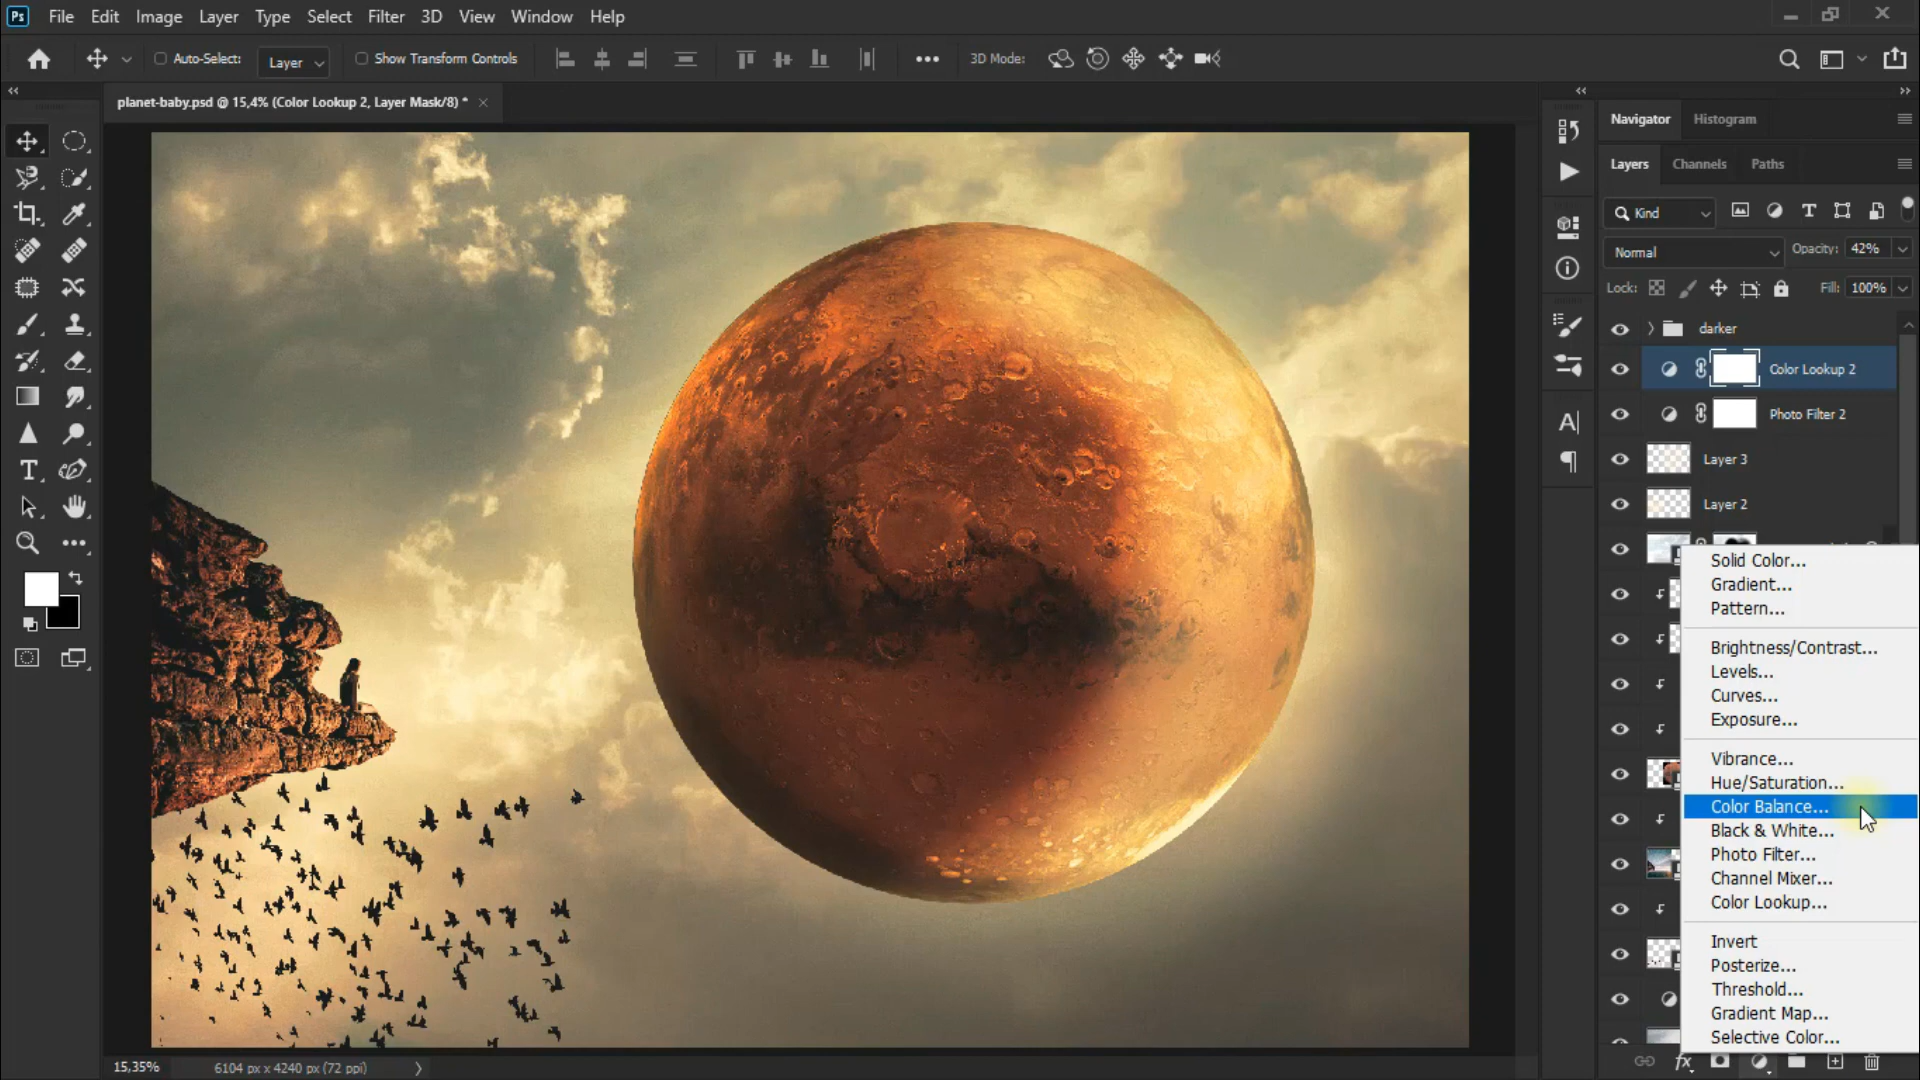 Ps File Edit Image Layer Type Select Filter 3D View Window Help
Auto-Select: Layer Show Transform Controls 3D Mode:
planet-baby.psd @ 15,4% (Color Lookup 2, Layer Mask/8) *
Navigator Histogram
Layers Channels Paths
Kind
Normal Opacity: 42%
Lock: Fill: 100%
darker
Color Lookup 2
Photo Filter 2
Layer 3
Layer 2
Solid Color...
Gradient...
Pattern...
Brightness/Contrast...
Levels...
Curves...
Exposure...
Vibrance...
Hue/Saturation...
Color Balance...
Black & White...
Photo Filter...
Channel Mixer...
Color Lookup...
Invert
Posterize...
Threshold...
Gradient Map...
Selective Color...
15,35% 6104 px x 4240 px (72 ppi)